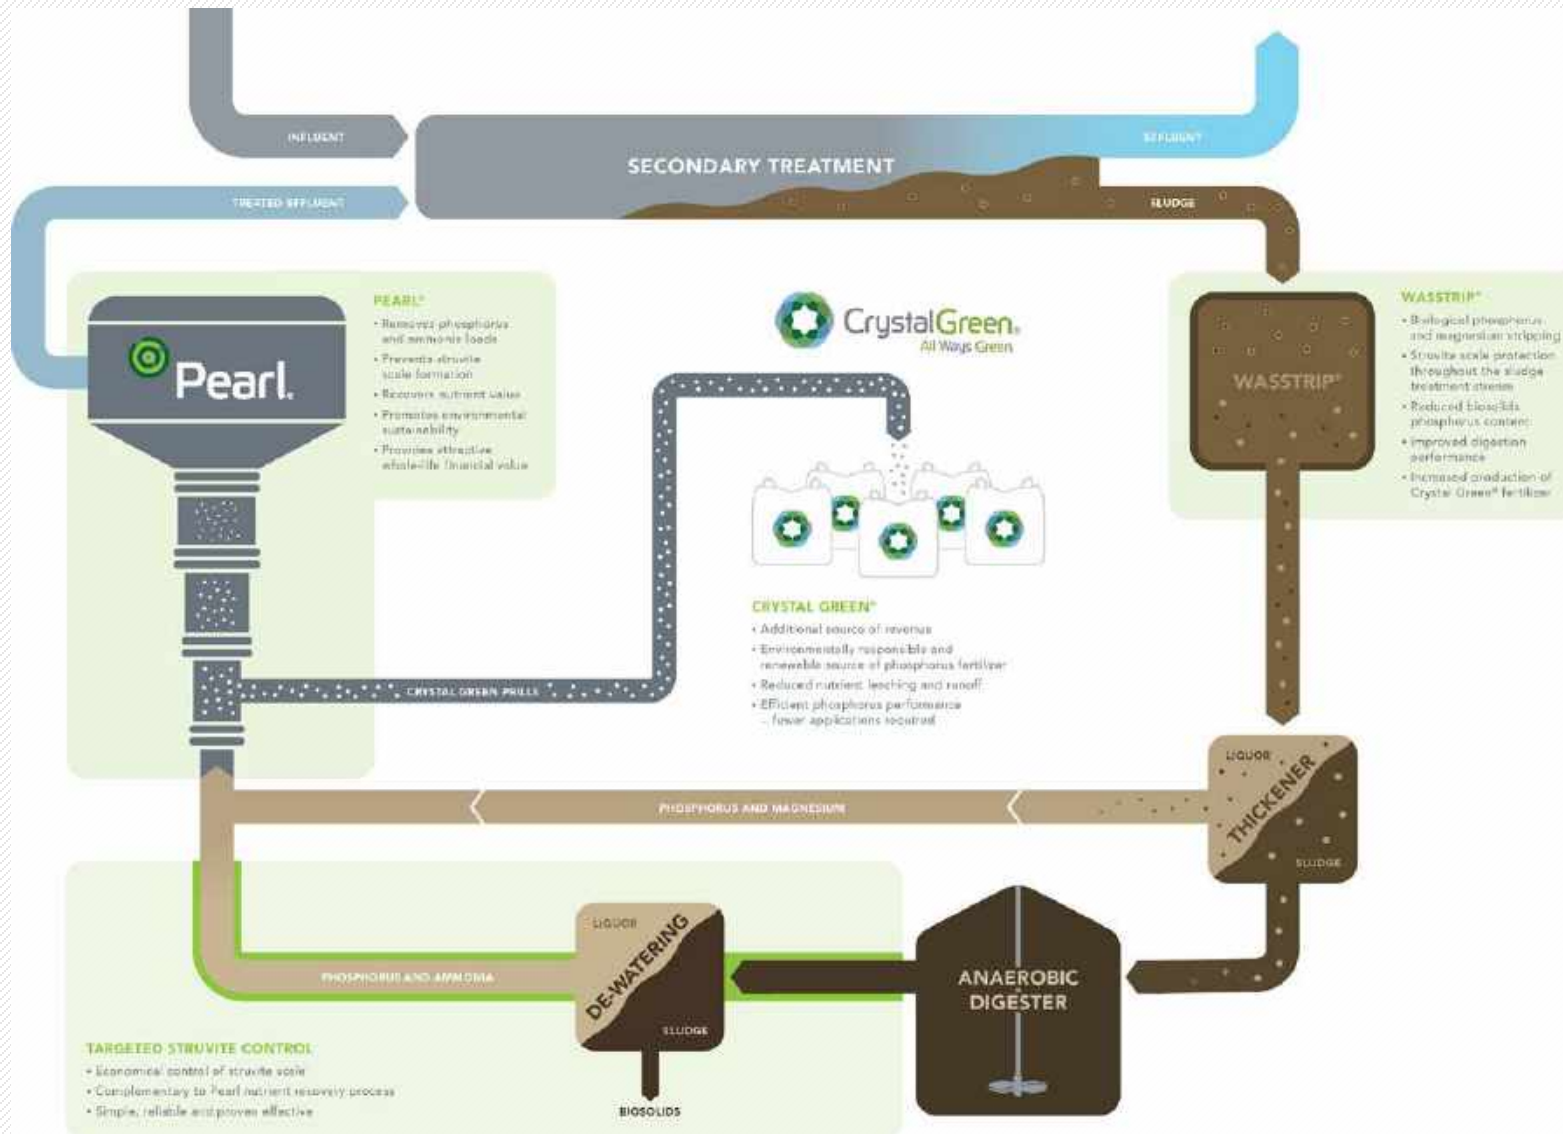 INFLUENT
SECONDARY TREATMENT
EFFLUENT
TREATED EFFLUENT
SLUDGE
PEARL®
• Removes phosphorus
and ammonia loads
• Prevents struvite
scale formation
• Recovers nutrient value
• Promotes environmental
sustainability
• Provides attractive
whole-life financial value
Pearl®
CrystalGreen®
All Ways Green
WASSTRIP®
WASSTRIP®
• Biological phosphorus
and magnesium stripping
• Struvite scale protection
throughout the sludge
treatment stream
• Reduced biosolids
phosphorus content
• Improved digestion
performance
• Increased production of
Crystal Green® fertilizer
CRYSTAL GREEN®
• Additional source of revenue
• Environmentally responsible and
renewable source of phosphorus fertilizer
• Reduced nutrient leaching and runoff
• Efficient phosphorus performance
– fewer applications required
CRYSTAL GREEN PRILLS
LIQUOR
THICKENER
SLUDGE
PHOSPHORUS AND MAGNESIUM
LIQUOR
DE-WATERING
SLUDGE
PHOSPHORUS AND AMMONIA
ANAEROBIC
DIGESTER
TARGETED STRUVITE CONTROL
• Economical control of struvite scale
• Complementary to Pearl nutrient recovery process
• Simple, reliable and proven effective
BIOSOLIDS